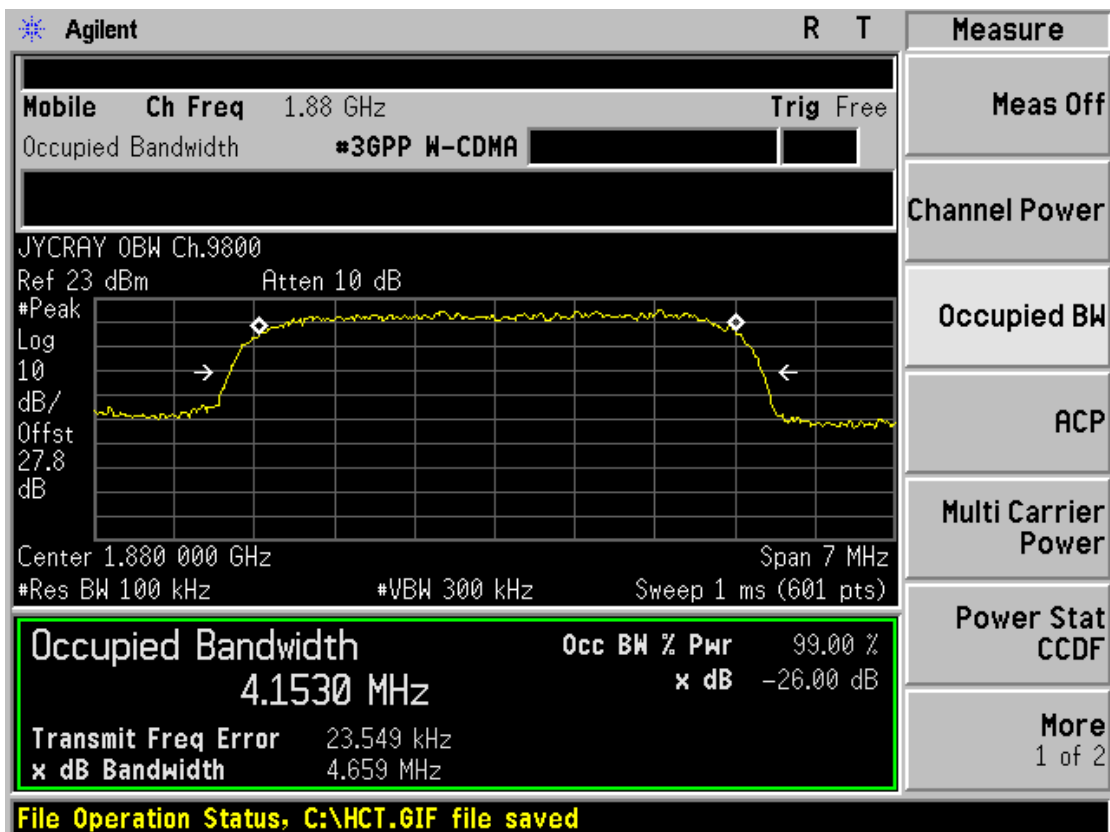 Agilent R T Measure
Mobile Ch Freq 1.88 GHz Trig Free
Occupied Bandwidth #3GPP W-CDMA
JYCRAY OBW Ch.9800
Ref 23 dBm Atten 10 dB
#Peak
Log
10
dB/
Offst
27.8
dB
Center 1.880 000 GHz Span 7 MHz
#Res BW 100 kHz #VBW 300 kHz Sweep 1 ms (601 pts)
Occupied Bandwidth Occ BW % Pwr 99.00 %
4.1530 MHz x dB -26.00 dB
Transmit Freq Error 23.549 kHz
x dB Bandwidth 4.659 MHz
File Operation Status, C:\HCT.GIF file saved
Meas Off
Channel Power
Occupied BW
ACP
Multi Carrier
Power
Power Stat
CCDF
More
1 of 2